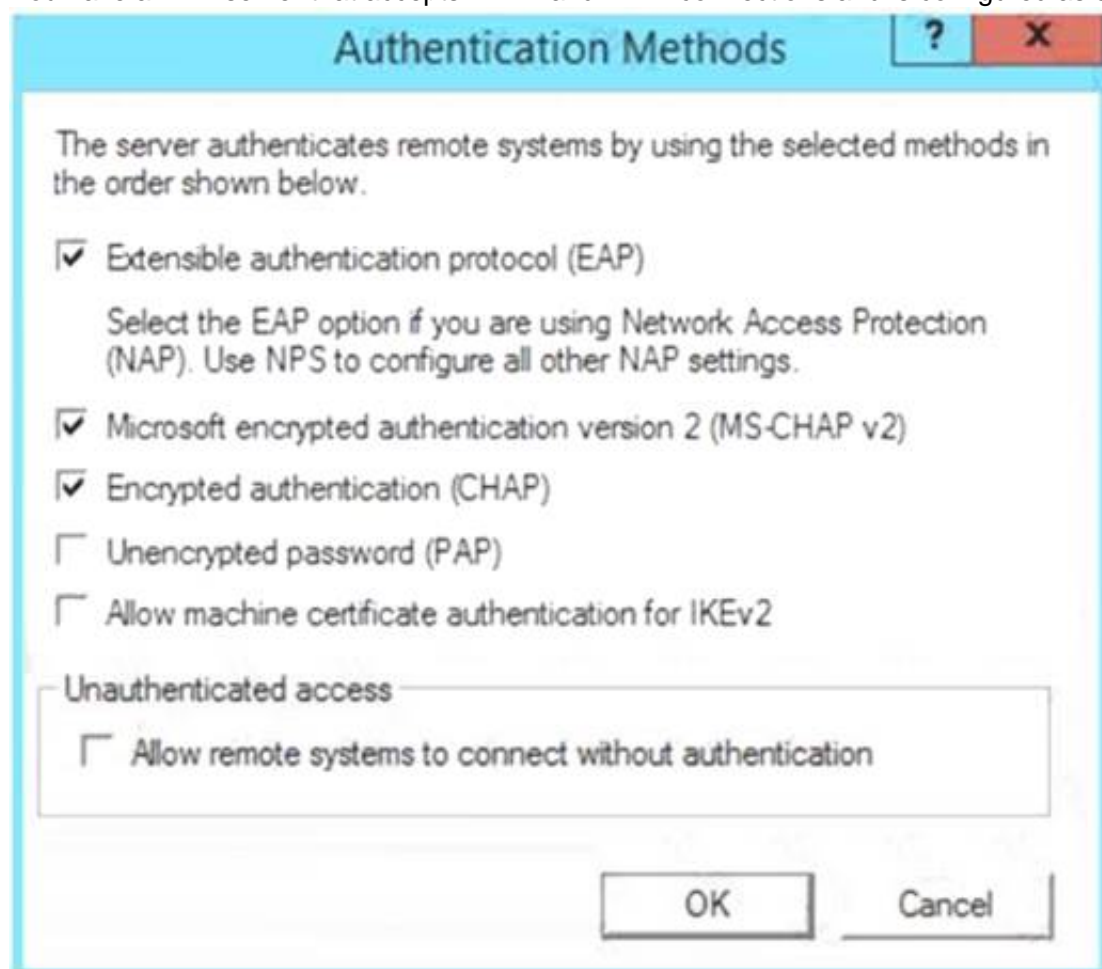 Authentication Methods
?
x
The server authenticates remote systems by using the selected methods in
the order shown below.
Extensible authentication protocol (EAP)
Select the EAP option if you are using Network Access Protection
(NAP). Use NPS to configure all other NAP settings.
Microsoft encrypted authentication version 2 (MS-CHAP v2)
Encrypted authentication (CHAP)
Unencrypted password (PAP)
Allow machine certificate authentication for IKEv2
Unauthenticated access
Allow remote systems to connect without authentication
OK
Cancel